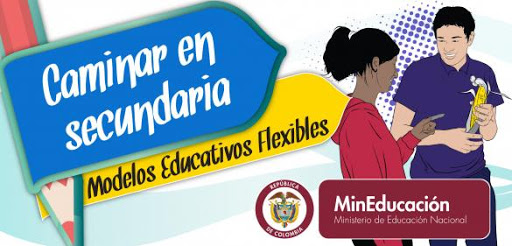 Caminar en
secundaria
Modelos Educativos Flexibles
REPÚBLICA
DE COLOMBIA
MinEducación
Ministerio de Educación Nacional